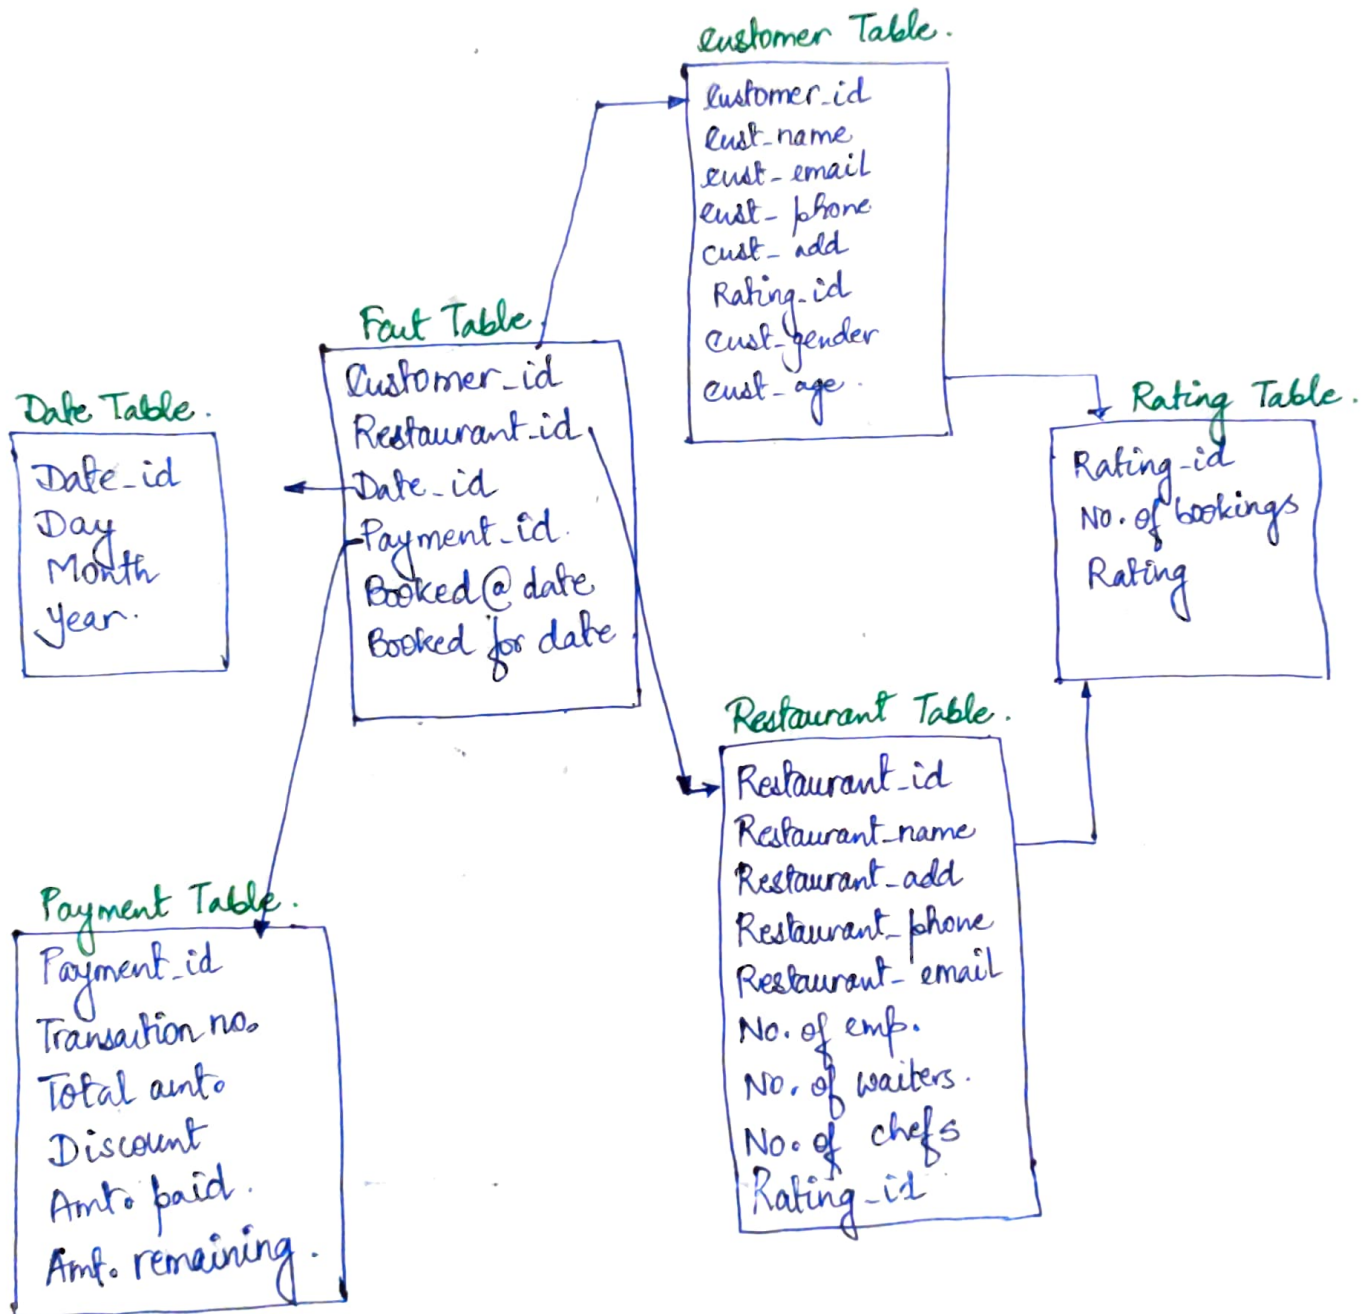 Customer Table.
Customer_id
Cust_name
cust_email
cust_phone
cust_add
Rating_id
cust_gender
cust_age.
Fact Table
Customer_id
Restaurant_id
Date_id
Payment_id.
Booked @ date
Booked for date
Date Table.
Date_id
Day
Month
Year.
Rating Table.
Rating_id
No. of bookings
Rating
Restaurant Table.
Restaurant_id
Restaurant_name
Restaurant_add
Restaurant_phone
Restaurant_email
No. of emp.
No. of waiters.
No. of chefs
Rating_id
Payment Table.
Payment_id
Transaction no.
Total amt.
Discount
Amt. paid.
Amt. remaining.